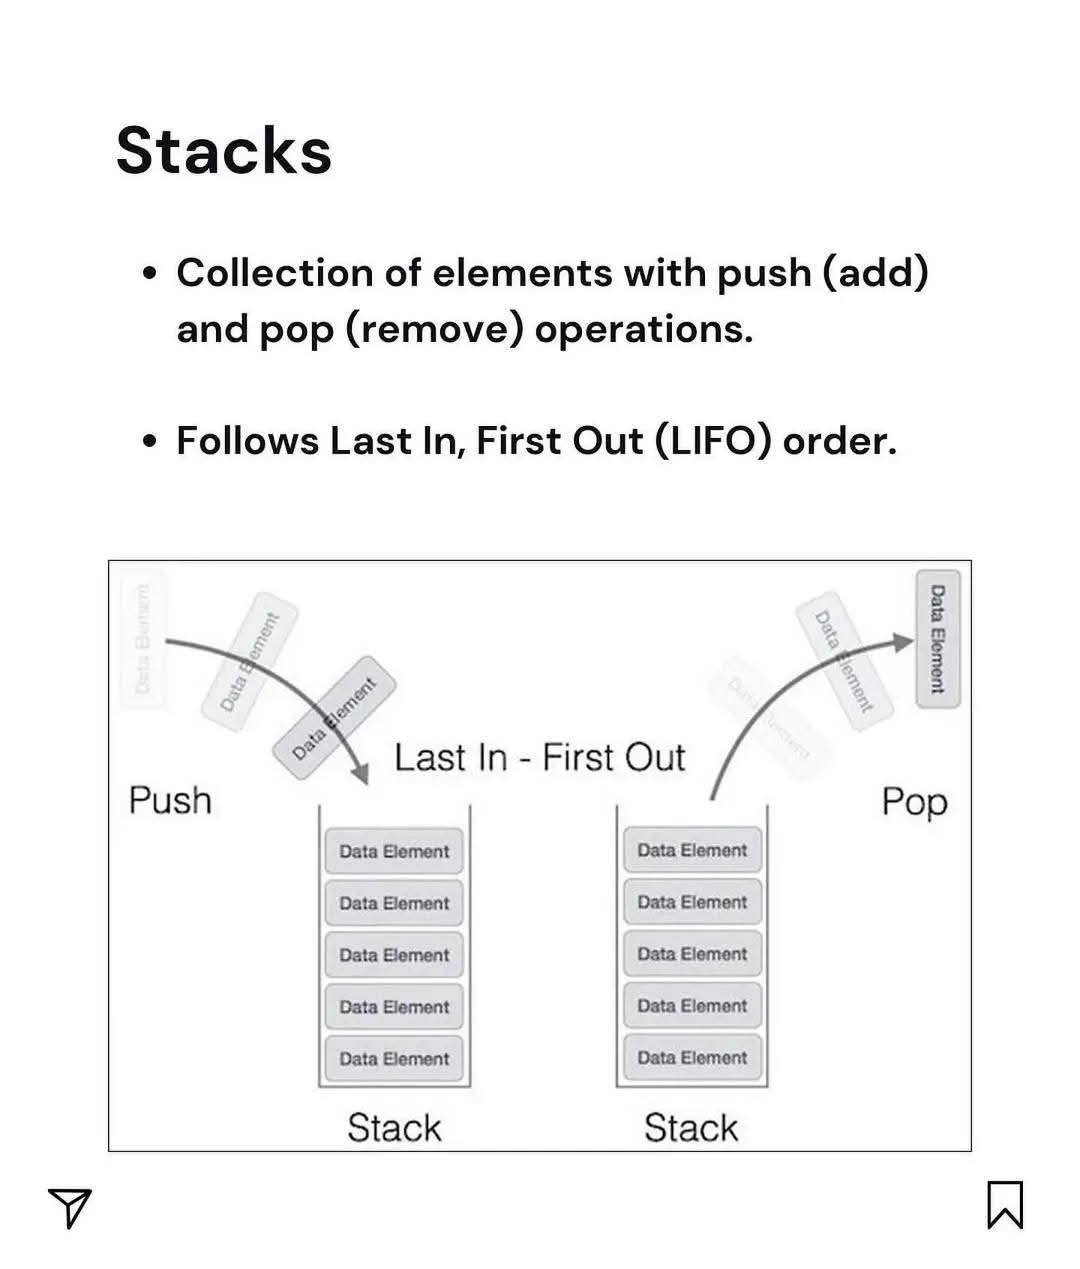 Stacks
• Collection of elements with push (add)
and pop (remove) operations.
• Follows Last In, First Out (LIFO) order.
Data Element
Data Element
Data Element
Data Element
Data Element
Data Element
Last In - First Out
Push
Pop
Data Element
Data Element
Data Element
Data Element
Data Element
Stack
Data Element
Data Element
Data Element
Data Element
Data Element
Stack